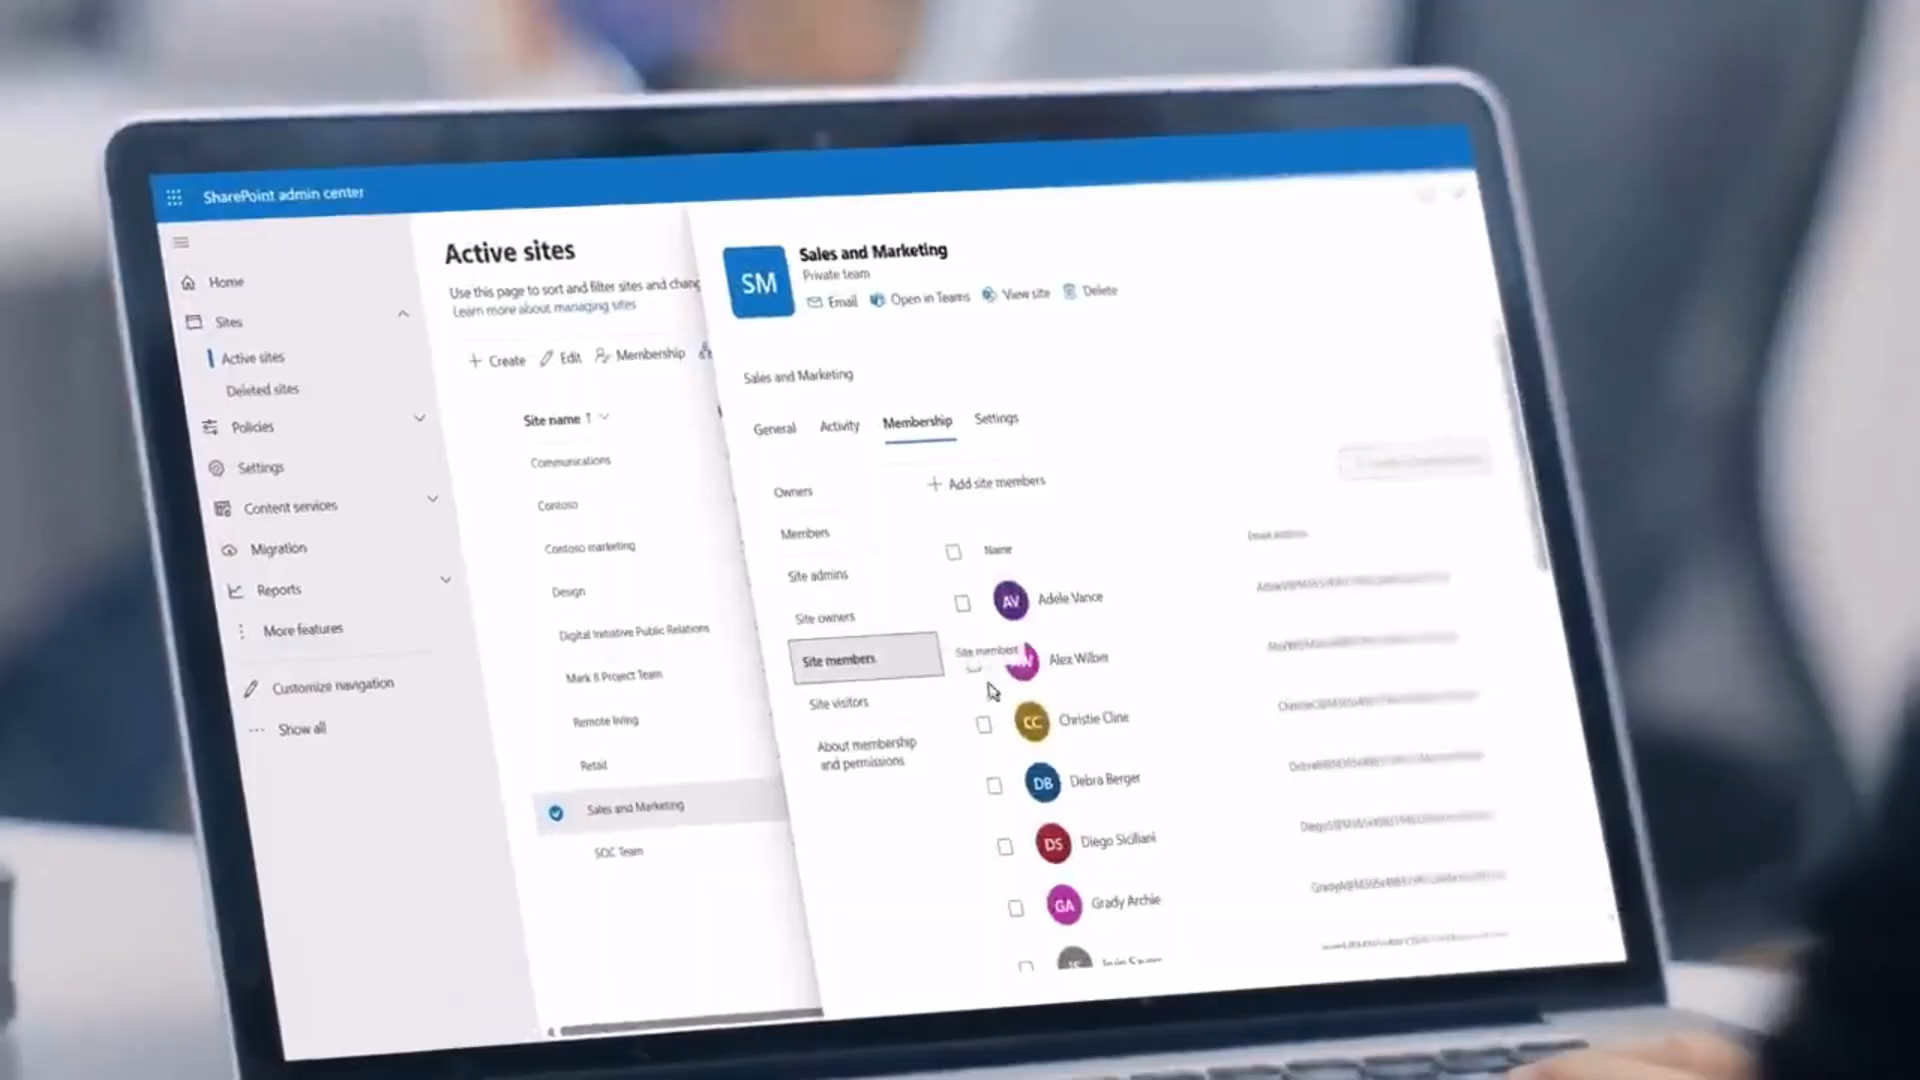 SharePoint admin center
Home
Sites
Active sites
Deleted sites
Policies
Settings
Content services
Migration
Reports
More features
Customize navigation
Show all
Active sites
Use this page to sort and filter sites and chang
Learn more about managing sites
Create
Edit
Membership
Site name ↑
Communications
Contoso
Contoso marketing
Design
Digital Initiative Public Relations
Mark 8 Project Team
Remote living
Retail
Sales and Marketing
SOC Team
SM
Sales and Marketing
Private team
Email
Open in Teams
View site
Delete
Sales and Marketing
General
Activity
Membership
Settings
Owners
Members
Site admins
Site owners
Site members
Site visitors
About membership
and permissions
+ Add site members
Name
Email address
AV
Adele Vance
Site members
Alex Wilber
CC
Christie Cline
DB
Debra Berger
DS
Diego Siciliani
GA
Grady Archie